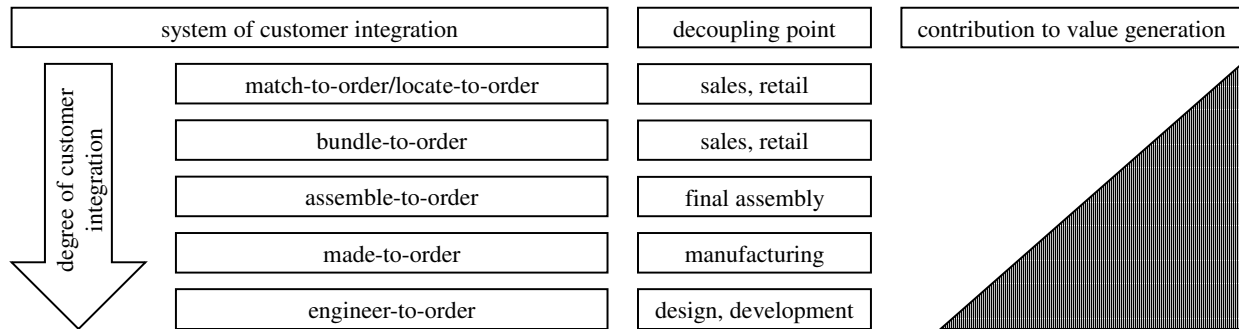 system of customer integration
decoupling point
contribution to value generation
degree of customer
integration
match-to-order/locate-to-order
sales, retail
bundle-to-order
sales, retail
assemble-to-order
final assembly
made-to-order
manufacturing
engineer-to-order
design, development